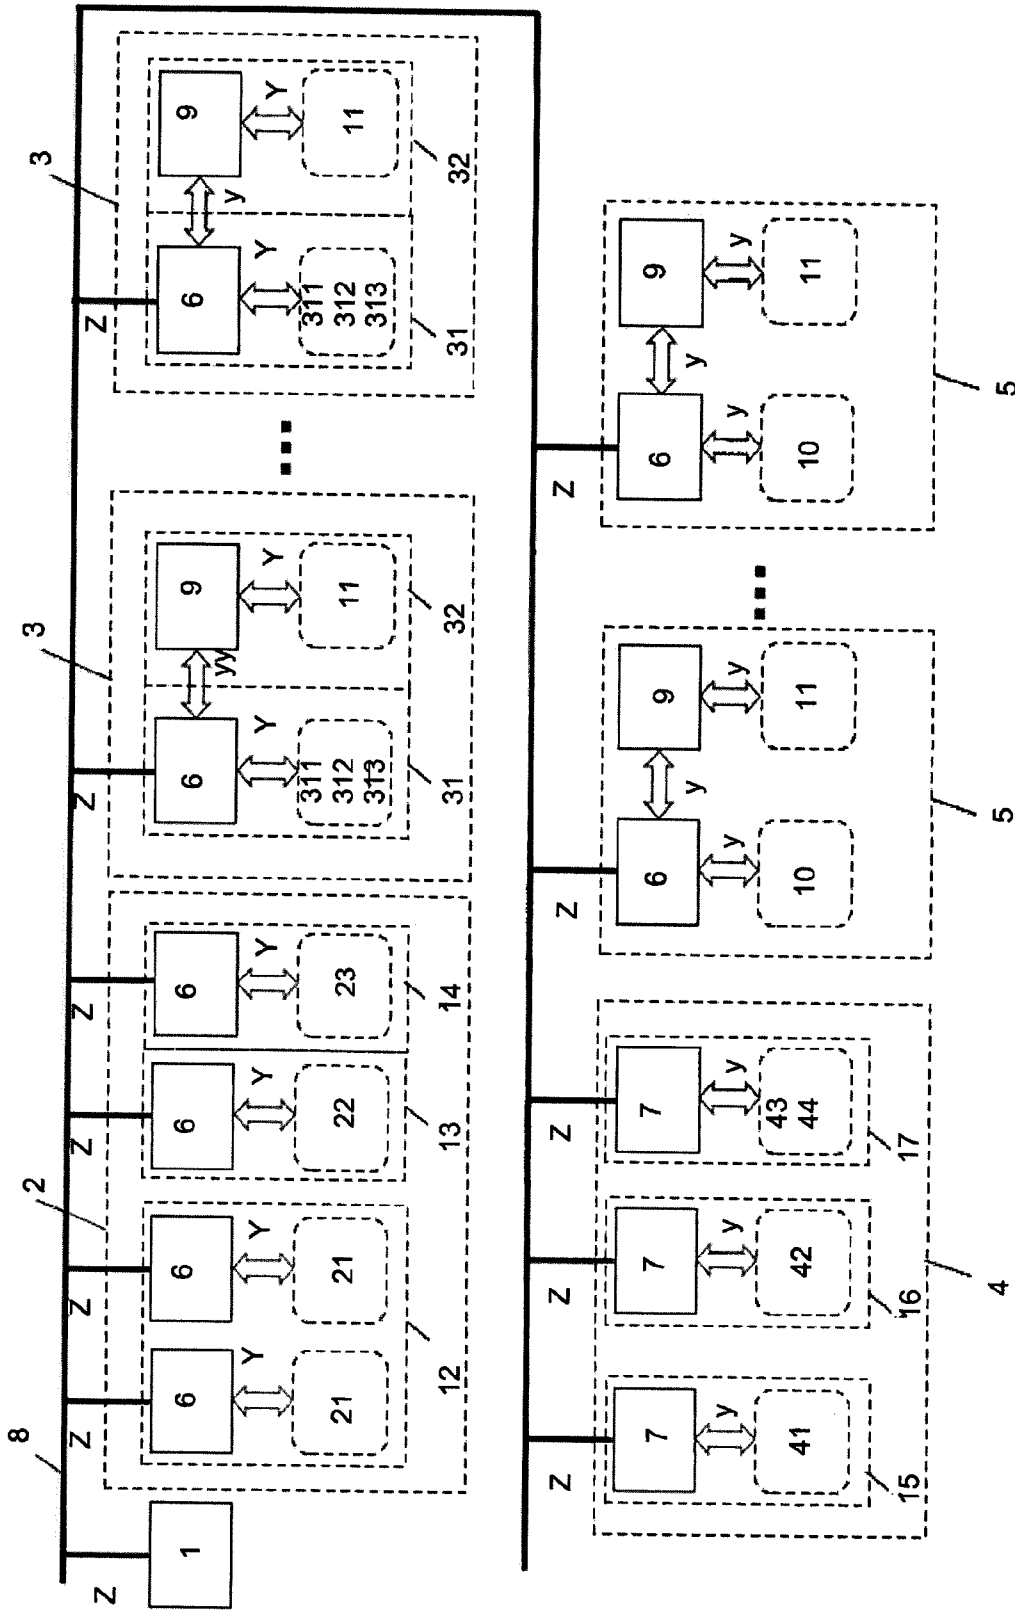 8 2 3 3
Z Z Z Z Z Z Z
1 6 6 6 6 6 9 6 9
yy y
Y Y Y Y Y Y Y Y
21 21 22 23 311 11 311 11
312 312
313 313
12 13 14 31 32 31 32
Z Z Z Z Z
7 7 7 6 9 6 9
y y
y y y y y y y
41 42 43 10 11 10 11
44
15 16 17
4 5 5